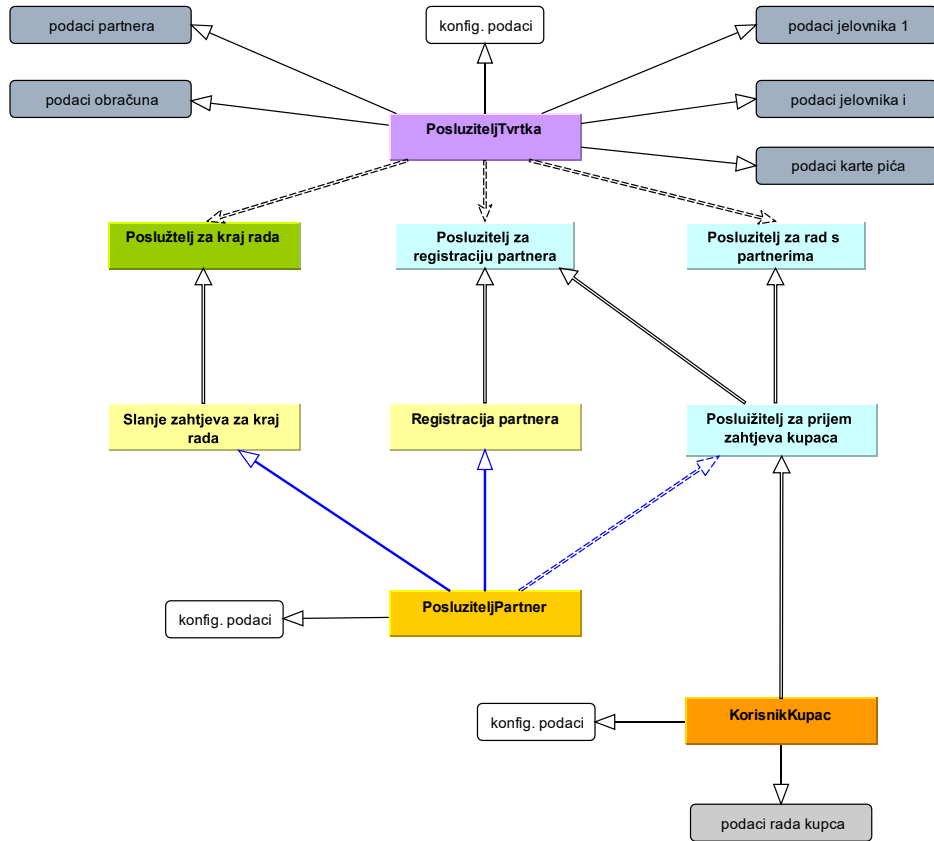 podaci partnera
konfig. podaci
podaci jelovnika 1
podaci obračuna
podaci jelovnika i
PosluziteljTvrtka
podaci karte pića
Poslužtelj za kraj rada
Posluzitelj za
registraciju partnera
Posluzitelj za rad s
partnerima
Slanje zahtjeva za kraj
rada
Registracija partnera
Posluižitelj za prijem
zahtjeva kupaca
PosluziteljPartner
konfig. podaci
konfig. podaci
KorisnikKupac
podaci rada kupca